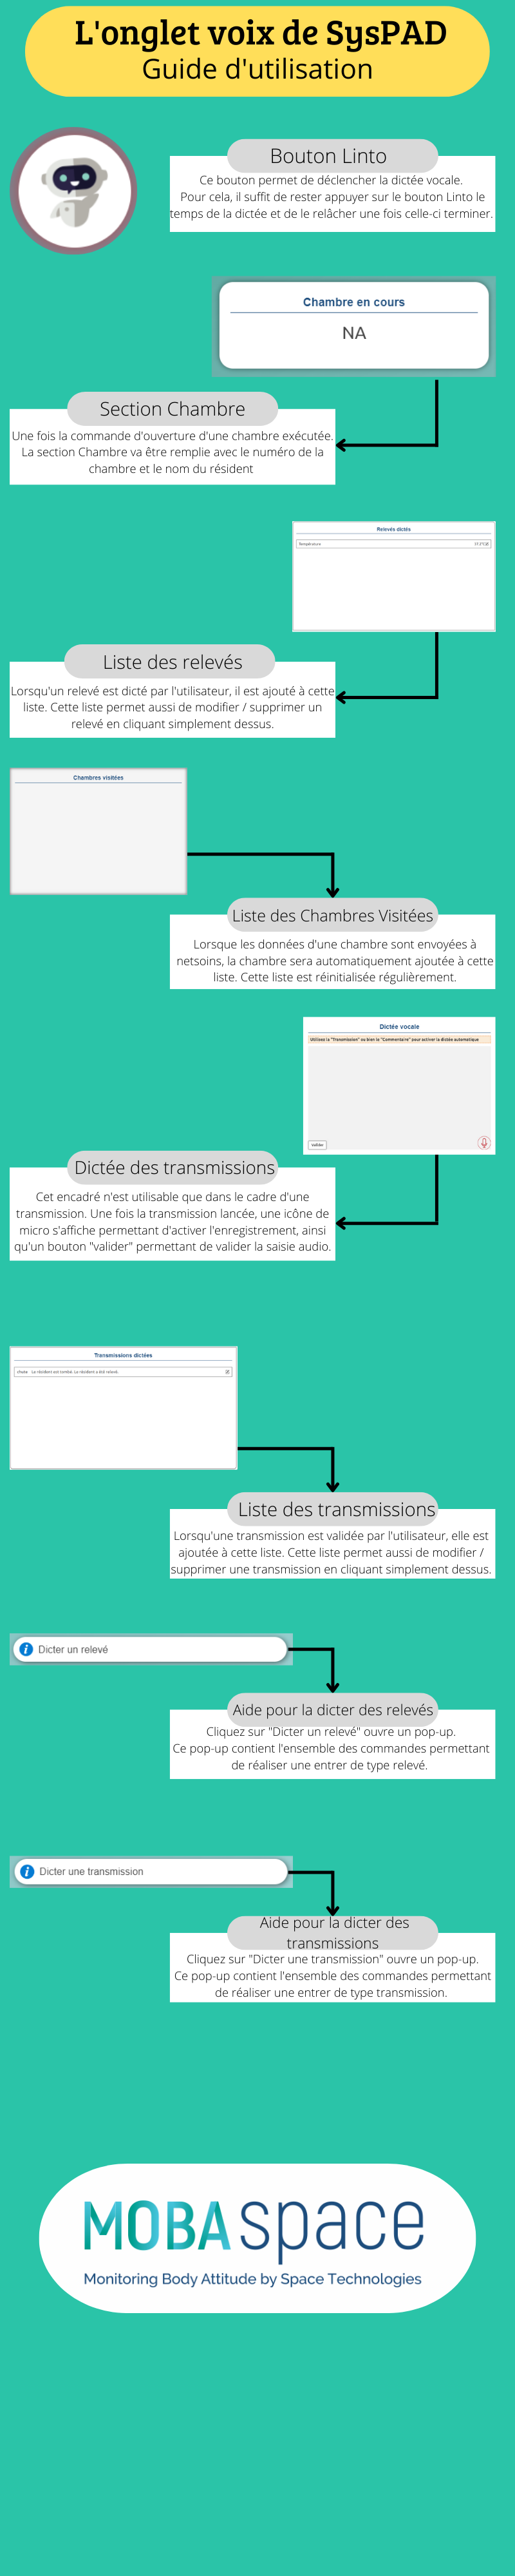 L'onglet voix de SysPAD
Guide d'utilisation
Bouton Linto
Ce bouton permet de déclencher la dictée vocale.
Pour cela, il suffit de rester appuyer sur le bouton Linto le
temps de la dictée et de le relâcher une fois celle-ci terminer.
Chambre en cours
NA
Section Chambre
Une fois la commande d'ouverture d'une chambre exécutée.
La section Chambre va être remplie avec le numéro de la
chambre et le nom du résident
Relevés dictés
Température
Liste des relevés
Lorsqu'un relevé est dicté par l'utilisateur, il est ajouté à cette
liste. Cette liste permet aussi de modifier / supprimer un
relevé en cliquant simplement dessus.
Chambres visitées
Liste des Chambres Visitées
Lorsque les données d'une chambre sont envoyées à
netsoins, la chambre sera automatiquement ajoutée à cette
liste. Cette liste est réinitialisée régulièrement.
Dictée vocale
Utilisez la "Transmission" ou bien le "Commentaire" pour activer la dictée automatique
Valider
Dictée des transmissions
Cet encadré n'est utilisable que dans le cadre d'une
transmission. Une fois la transmission lancée, une icône de
micro s'affiche permettant d'activer l'enregistrement, ainsi
qu'un bouton "valider" permettant de valider la saisie audio.
Transmissions dictées
chute Le résident est tombé. Le résident a été relevé.
Liste des transmissions
Lorsqu'une transmission est validée par l'utilisateur, elle est
ajoutée à cette liste. Cette liste permet aussi de modifier /
supprimer une transmission en cliquant simplement dessus.
i Dicter un relevé
Aide pour la dicter des relevés
Cliquez sur "Dicter un relevé" ouvre un pop-up.
Ce pop-up contient l'ensemble des commandes permettant
de réaliser une entrer de type relevé.
i Dicter une transmission
Aide pour la dicter des
transmissions
Cliquez sur "Dicter une transmission" ouvre un pop-up.
Ce pop-up contient l'ensemble des commandes permettant
de réaliser une entrer de type transmission.
MOBAspace
Monitoring Body Attitude by Space Technologies